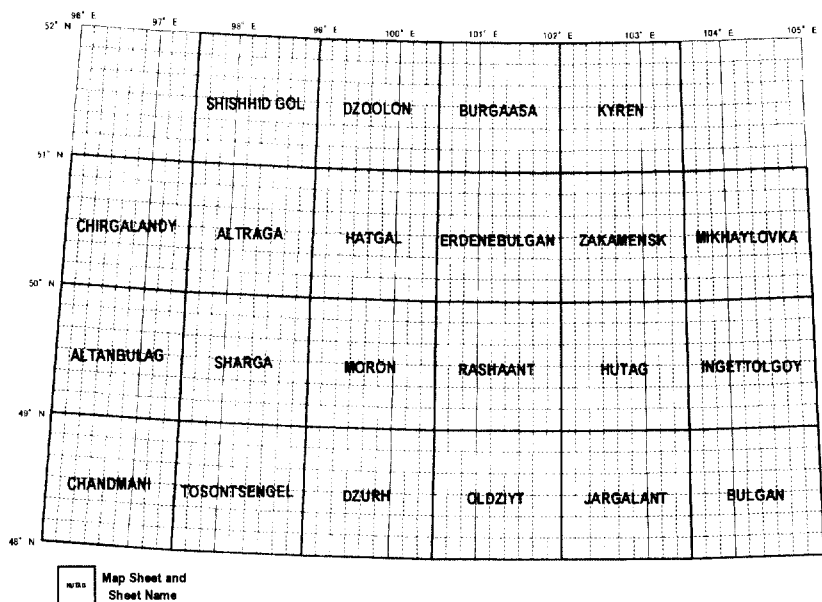 96° E 97° E 98° E 99° E 100° E 101° E 102° E 103° E 104° E 105° E
52° N
SHISHHID GOL DZOOLON BURGAASA KYREN
51° N
CHIRGALANDY ALTRAGA HATGAL ERDENEBULGAN ZAKAMENSK MIKHAYLOVKA
50° N
ALTANBULAG SHARGA MORON RASHAANT HUTAG INGETTOLGOY
49° N
CHANDMANI TOSONTSENGEL DZURH OLDZIYT JARGALANT BULGAN
48° N
HUTAG Map Sheet and
Sheet Name